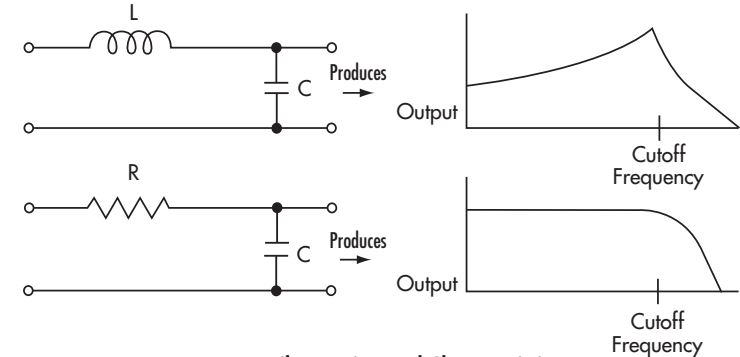 L
C
Produces
Output
Cutoff
Frequency
R
C
Produces
Output
Cutoff
Frequency